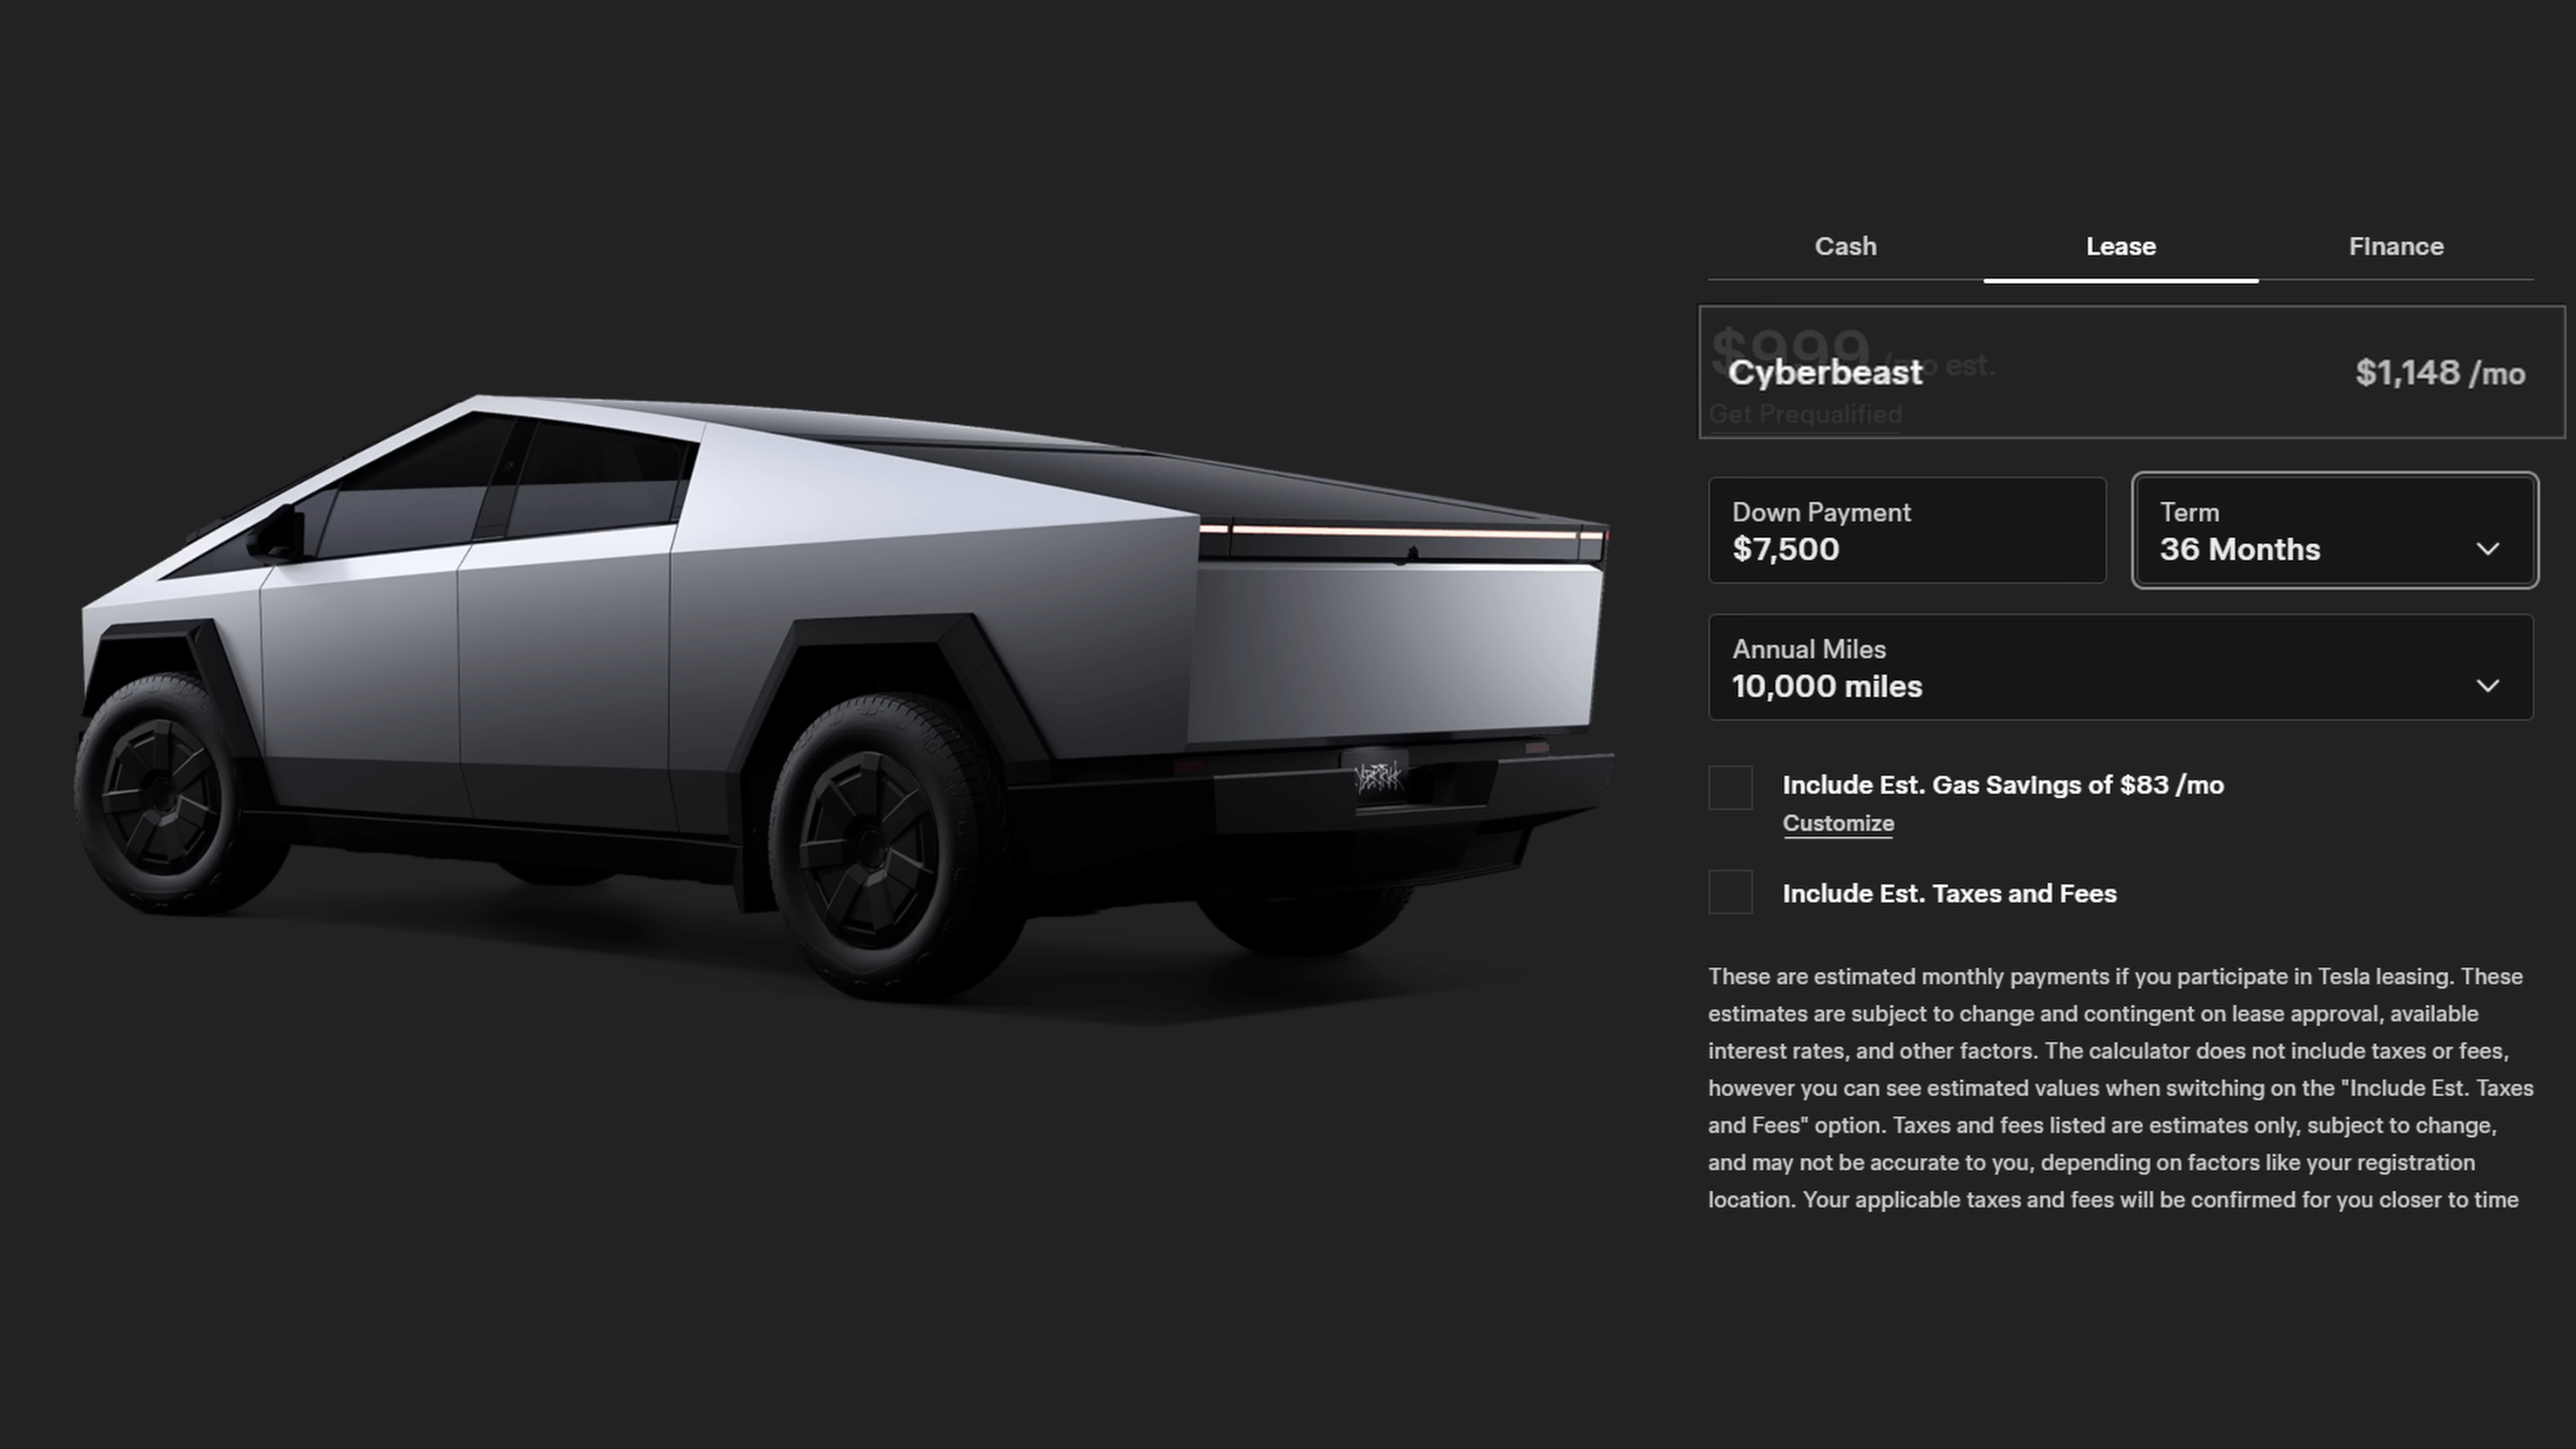 Cash
Lease
Finance
$999 /mo est.
Cyberbeast
$1,148 /mo
Get Prequalified
Down Payment
$7,500
Term
36 Months
Annual Miles
10,000 miles
Include Est. Gas Savings of $83 /mo
Customize
Include Est. Taxes and Fees
These are estimated monthly payments if you participate in Tesla leasing. These
estimates are subject to change and contingent on lease approval, available
interest rates, and other factors. The calculator does not include taxes or fees,
however you can see estimated values when switching on the "Include Est. Taxes
and Fees" option. Taxes and fees listed are estimates only, subject to change,
and may not be accurate to you, depending on factors like your registration
location. Your applicable taxes and fees will be confirmed for you closer to time